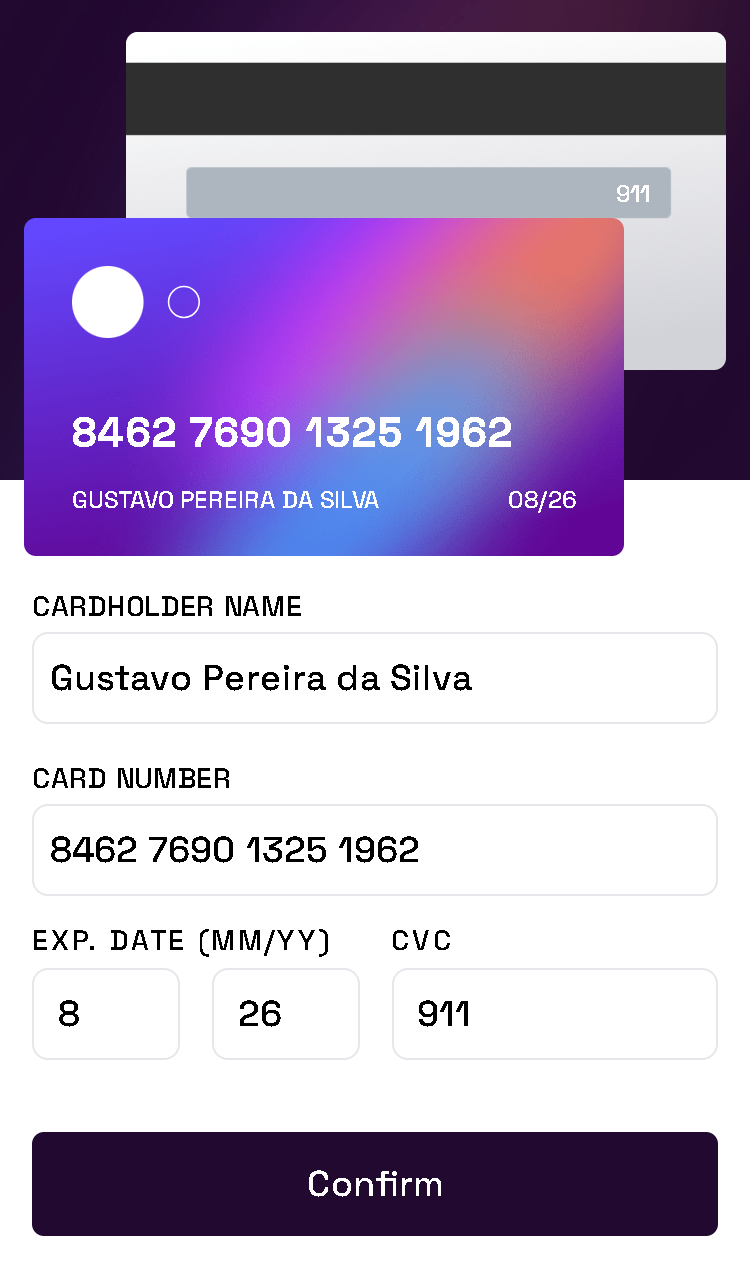 911
8462 7690 1325 1962
GUSTAVO PEREIRA DA SILVA 08/26
CARDHOLDER NAME
Gustavo Pereira da Silva
CARD NUMBER
8462 7690 1325 1962
EXP. DATE (MM/YY) CVC
8 26 911
Confirm